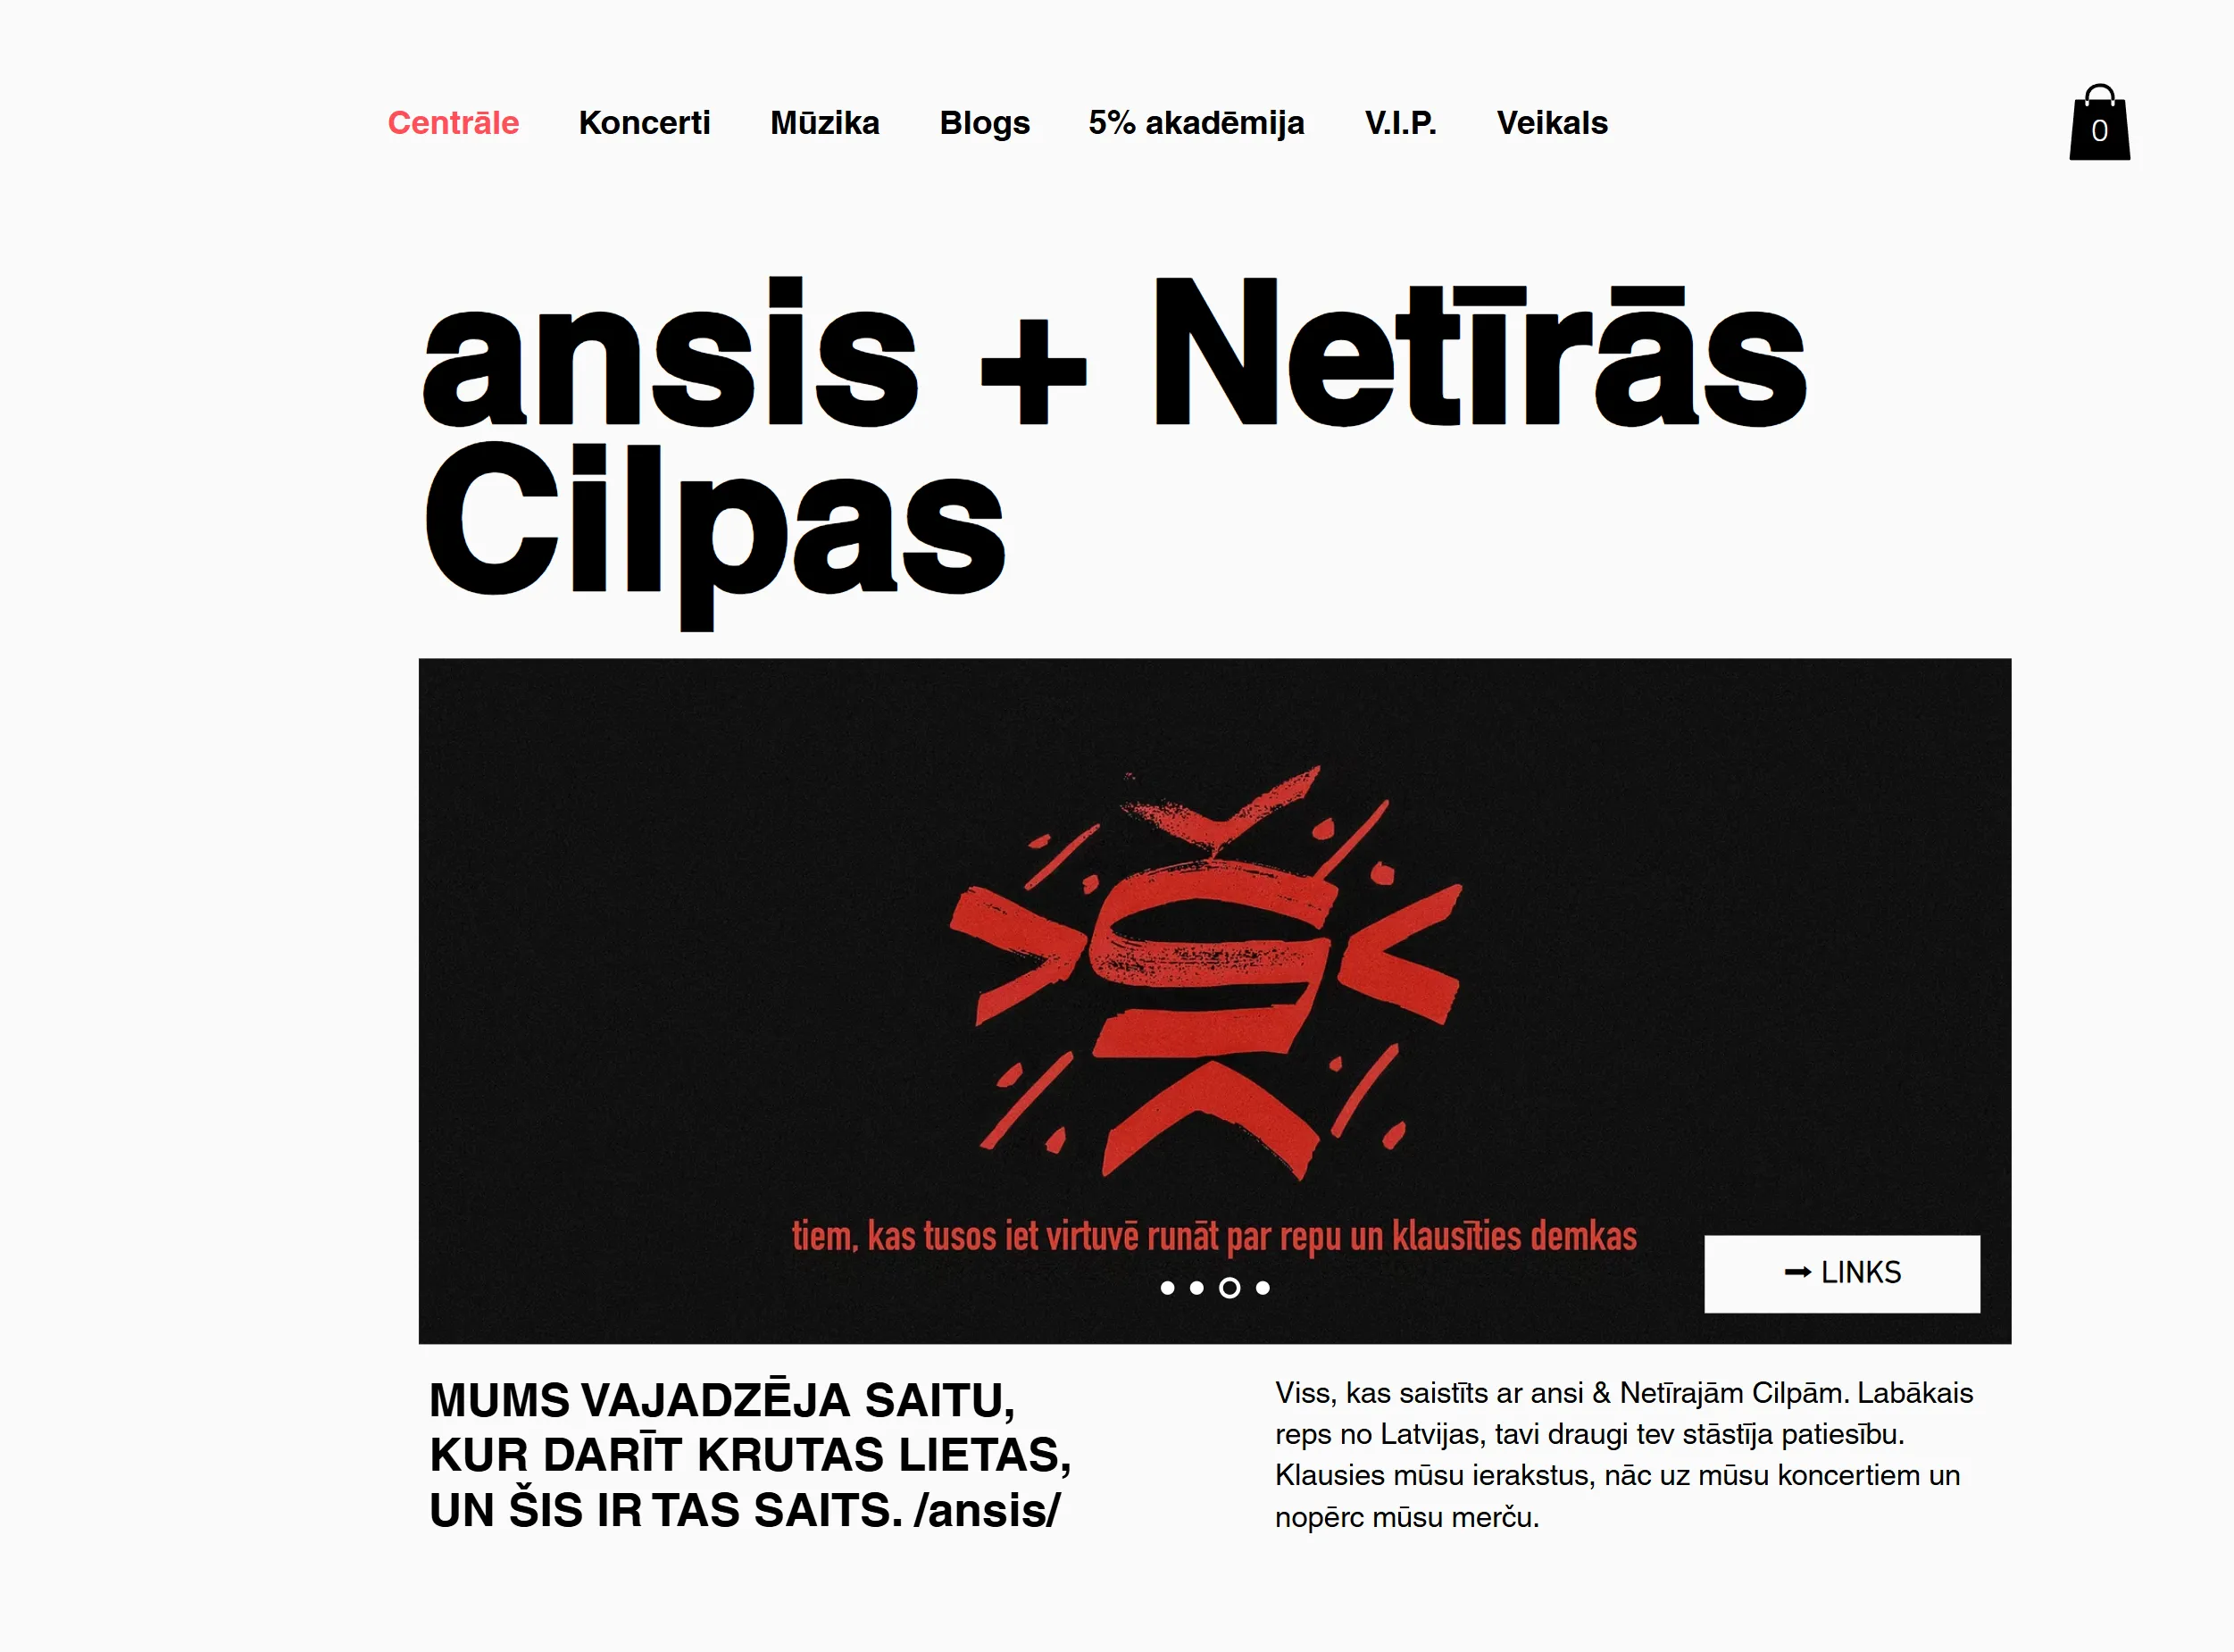 Centrāle Koncerti Mūzika Blogs 5% akadēmija V.I.P. Veikals
0
ansis + Netīrās
Cilpas
tiem, kas tusos iet virtuvē runāt par repu un klausīties demkas
➞ LINKS
MUMS VAJADZĒJA SAITU,
KUR DARĪT KRUTAS LIETAS,
UN ŠIS IR TAS SAITS. /ansis/
Viss, kas saistīts ar ansi & Netīrajām Cilpām. Labākais
reps no Latvijas, tavi draugi tev stāstīja patiesību.
Klausies mūsu ierakstus, nāc uz mūsu koncertiem un
nopērc mūsu merču.